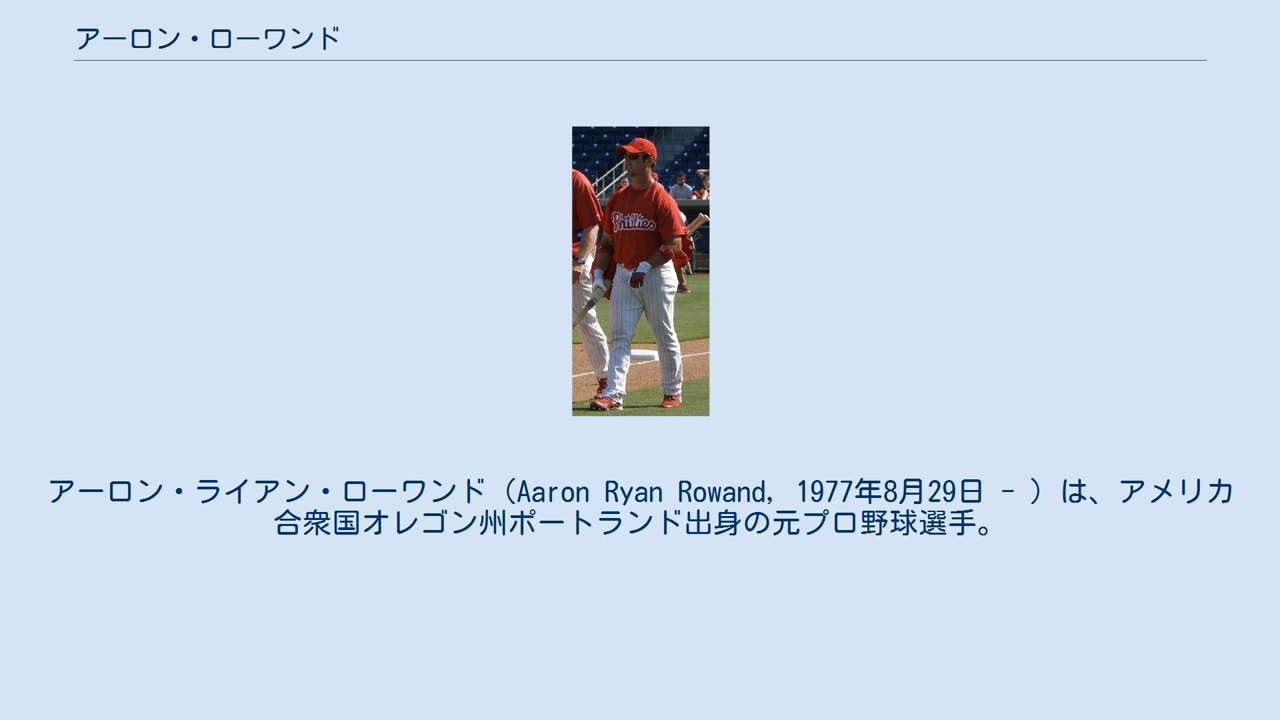 アーロン・ローワンド
Phillies
アーロン・ライアン・ローワンド（Aaron Ryan Rowand, 1977年8月29日 - ）は、アメリカ
合衆国オレゴン州ポートランド出身の元プロ野球選手。